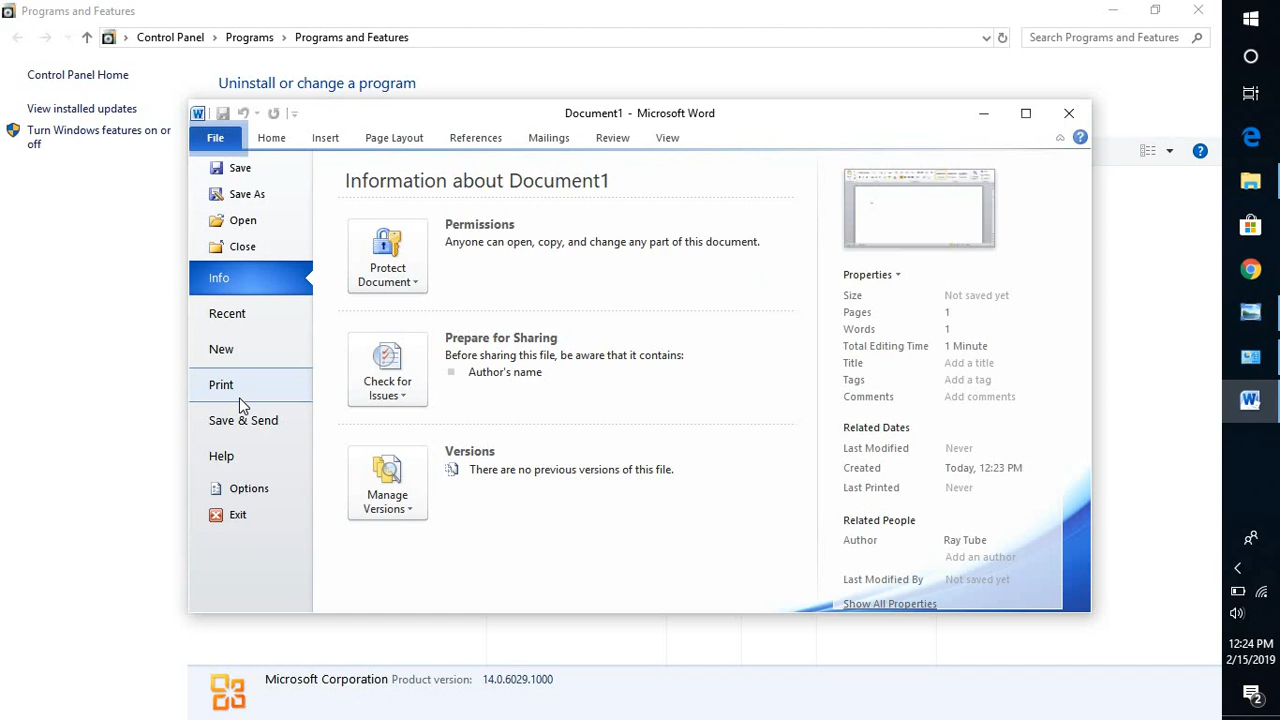 Programs and Features
Control Panel
Programs
Programs and Features
Search Programs and Features
Control Panel Home
View installed updates
Turn Windows features on or
off
Uninstall or change a program
Document1 - Microsoft Word
File
Home
Insert
Page Layout
References
Mailings
Review
View
Save
Save As
Open
Close
Info
Recent
New
Print
Save & Send
Help
Options
Exit
Information about Document1
Protect
Document
Permissions
Anyone can open, copy, and change any part of this document.
Check for
Issues
Prepare for Sharing
Before sharing this file, be aware that it contains:
Author's name
Manage
Versions
Versions
There are no previous versions of this file.
Properties
Size Not saved yet
Pages 1
Words 1
Total Editing Time 1 Minute
Title Add a title
Tags Add a tag
Comments Add comments
Related Dates
Last Modified Never
Created Today, 12:23 PM
Last Printed Never
Related People
Author Ray Tube
Add an author
Last Modified By Not saved yet
Show All Properties
Microsoft Corporation Product version: 14.0.6029.1000
12:24 PM
2/15/2019
2